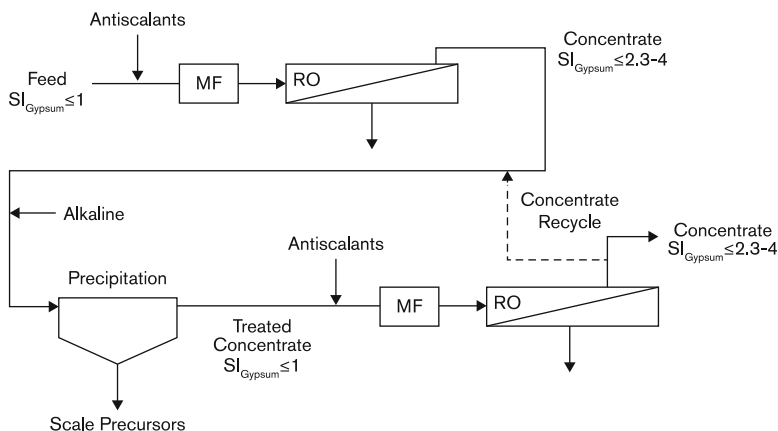 Antiscalants
Feed
SI_Gypsum≤1
MF
RO
Concentrate
SI_Gypsum≤2.3–4
Alkaline
Concentrate
Recycle
Antiscalants
Concentrate
SI_Gypsum≤2.3–4
Precipitation
MF
RO
Treated
Concentrate
SI_Gypsum≤1
Scale Precursors